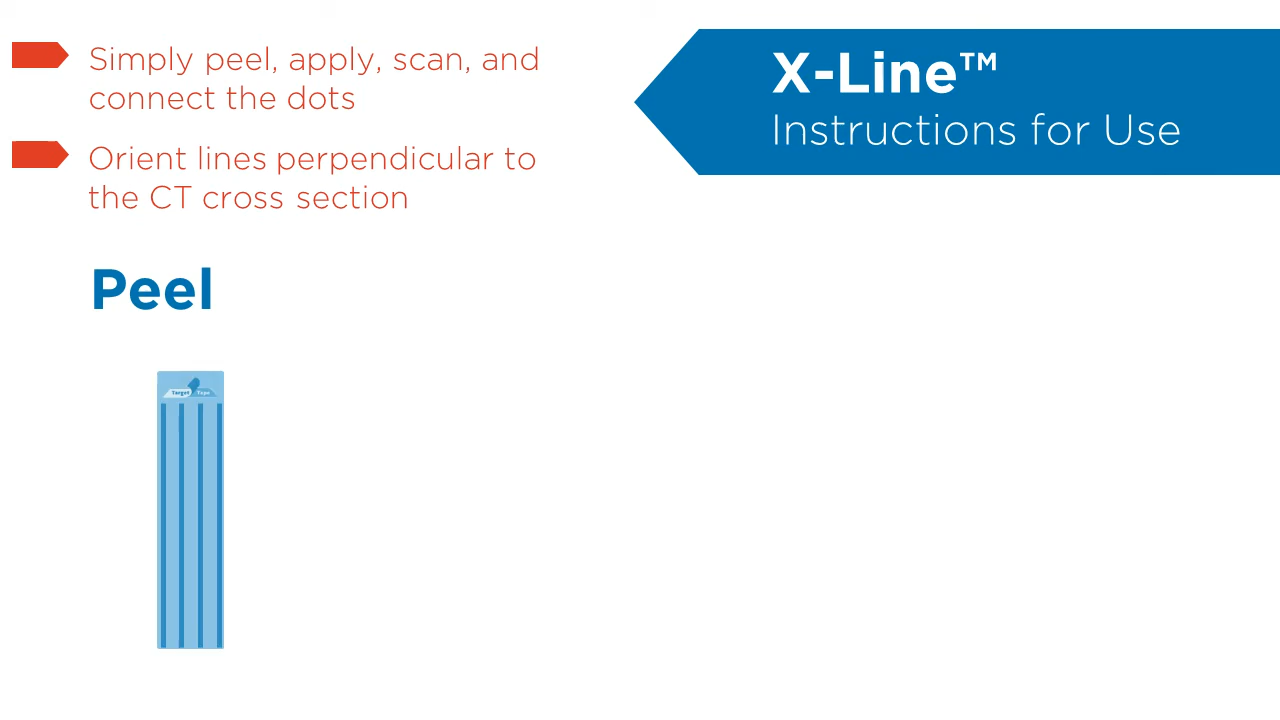 Simply peel, apply, scan, and
connect the dots
Orient lines perpendicular to
the CT cross section
X-Line™
Instructions for Use
Peel
Target Tape